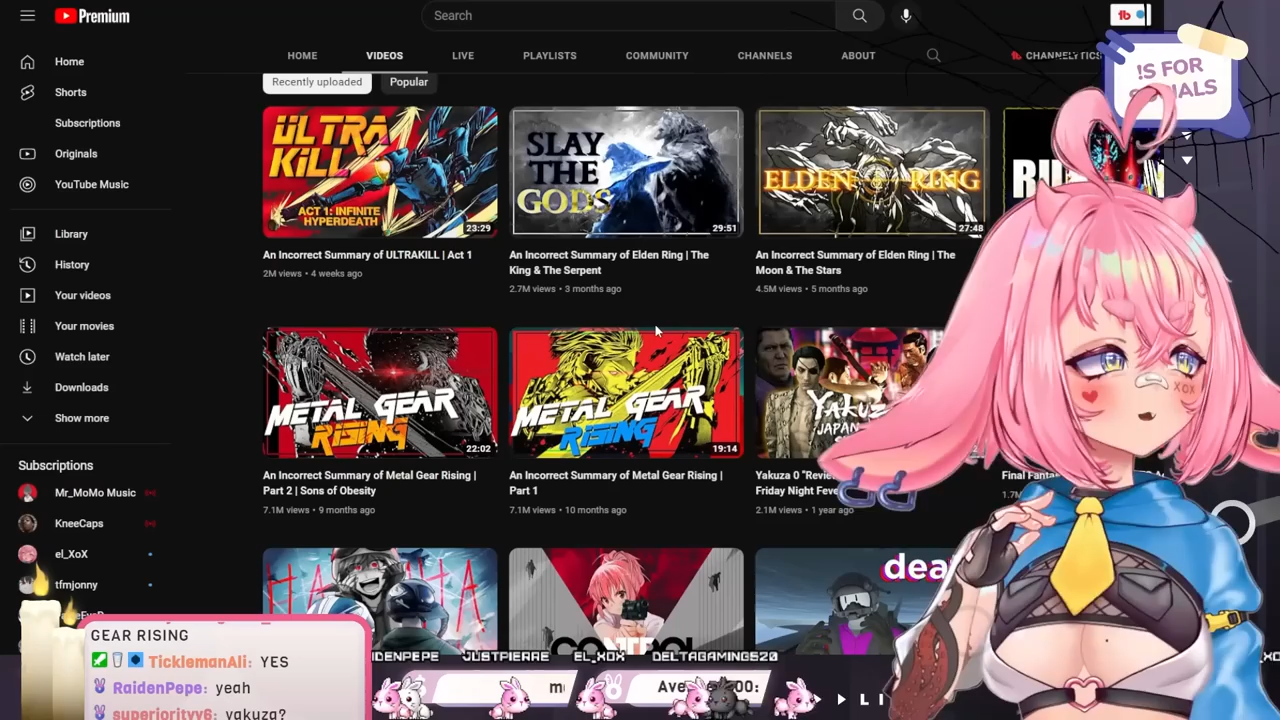 Premium
Search
HOME VIDEOS LIVE PLAYLISTS COMMUNITY CHANNELS ABOUT
Recently uploaded Popular
Home
Shorts
Subscriptions
Originals
YouTube Music
Library
History
Your videos
Your movies
Watch later
Downloads
Show more
Subscriptions
Mr_MoMo Music
KneeCaps
el_XoX
tfmjonny
ULTRA
KILL
ACT 1: INFINITE
HYPERDEATH
23:29
SLAY
THE
GODS
29:51
ELDEN RING
27:48
An Incorrect Summary of ULTRAKILL | Act 1
2M views • 4 weeks ago
An Incorrect Summary of Elden Ring | The
King & The Serpent
2.7M views • 3 months ago
An Incorrect Summary of Elden Ring | The
Moon & The Stars
4.5M views • 5 months ago
METAL GEAR
RISING
22:02
METAL GEAR
RISING
19:14
An Incorrect Summary of Metal Gear Rising |
Part 2 | Sons of Obesity
7.1M views • 9 months ago
An Incorrect Summary of Metal Gear Rising |
Part 1
7.1M views • 10 months ago
Yakuza 0
Friday Night
2.1M views • 1 year ago
!S FOR
XOX
GEAR RISING
TicklemanAli: YES
RaidenPepe: yeah
superiorityy6: yakuza?
JUSTPIERRE EL_XOX DELTAGAMING520